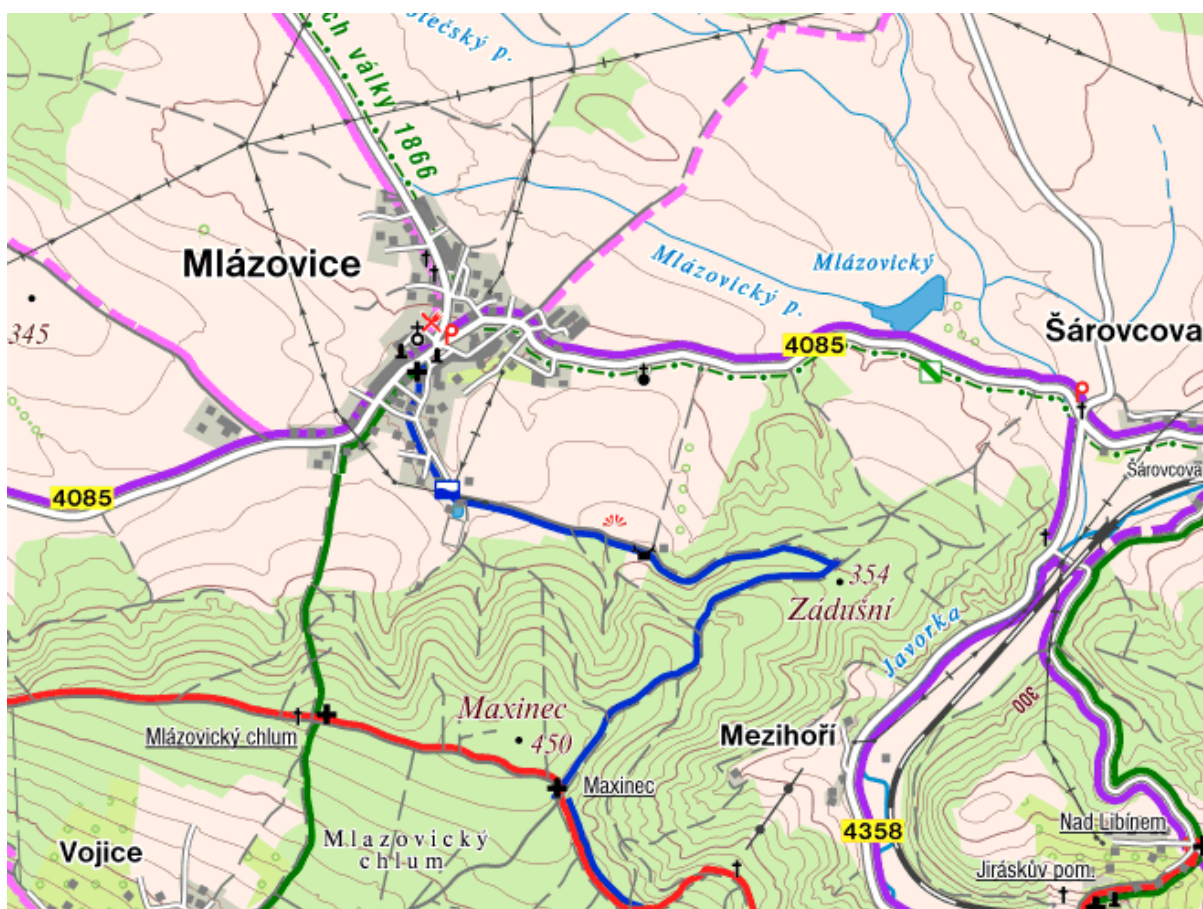 ch války 1866
Mlázovice
Mlázovický p.
Mlázovický
345
4085
Šárovcova
4085
Šárovcova
354
Zádušní
Javorka
300
Maxinec
450
Mlázovický chlum
Mezihoří
Maxinec
Nad Libínem
4358
Mlazovický
chlum
Vojice
Jiráskův pom.